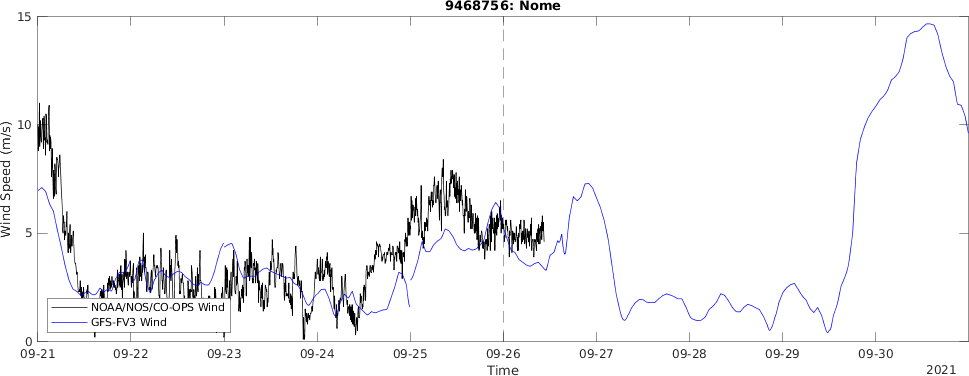 9468756: Nome
15
10
5
0
Wind Speed (m/s)
NOAA/NOS/CO-OPS Wind
GFS-FV3 Wind
09-21 09-22 09-23 09-24 09-25 09-26 09-27 09-28 09-29 09-30
Time
2021